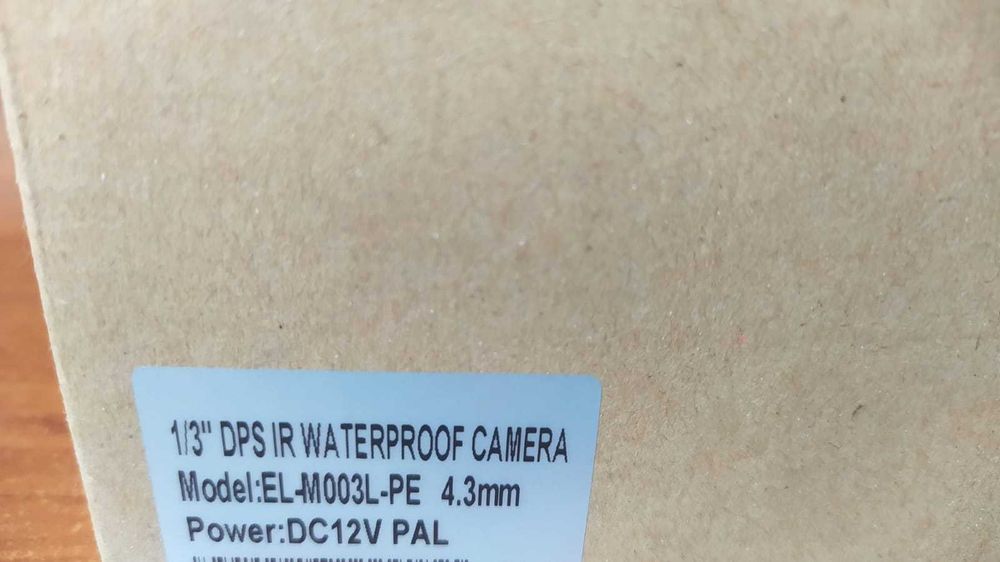 1/3" DPS IR WATERPROOF CAMERA
Model:EL-M003L-PE 4.3mm
Power:DC12V PAL